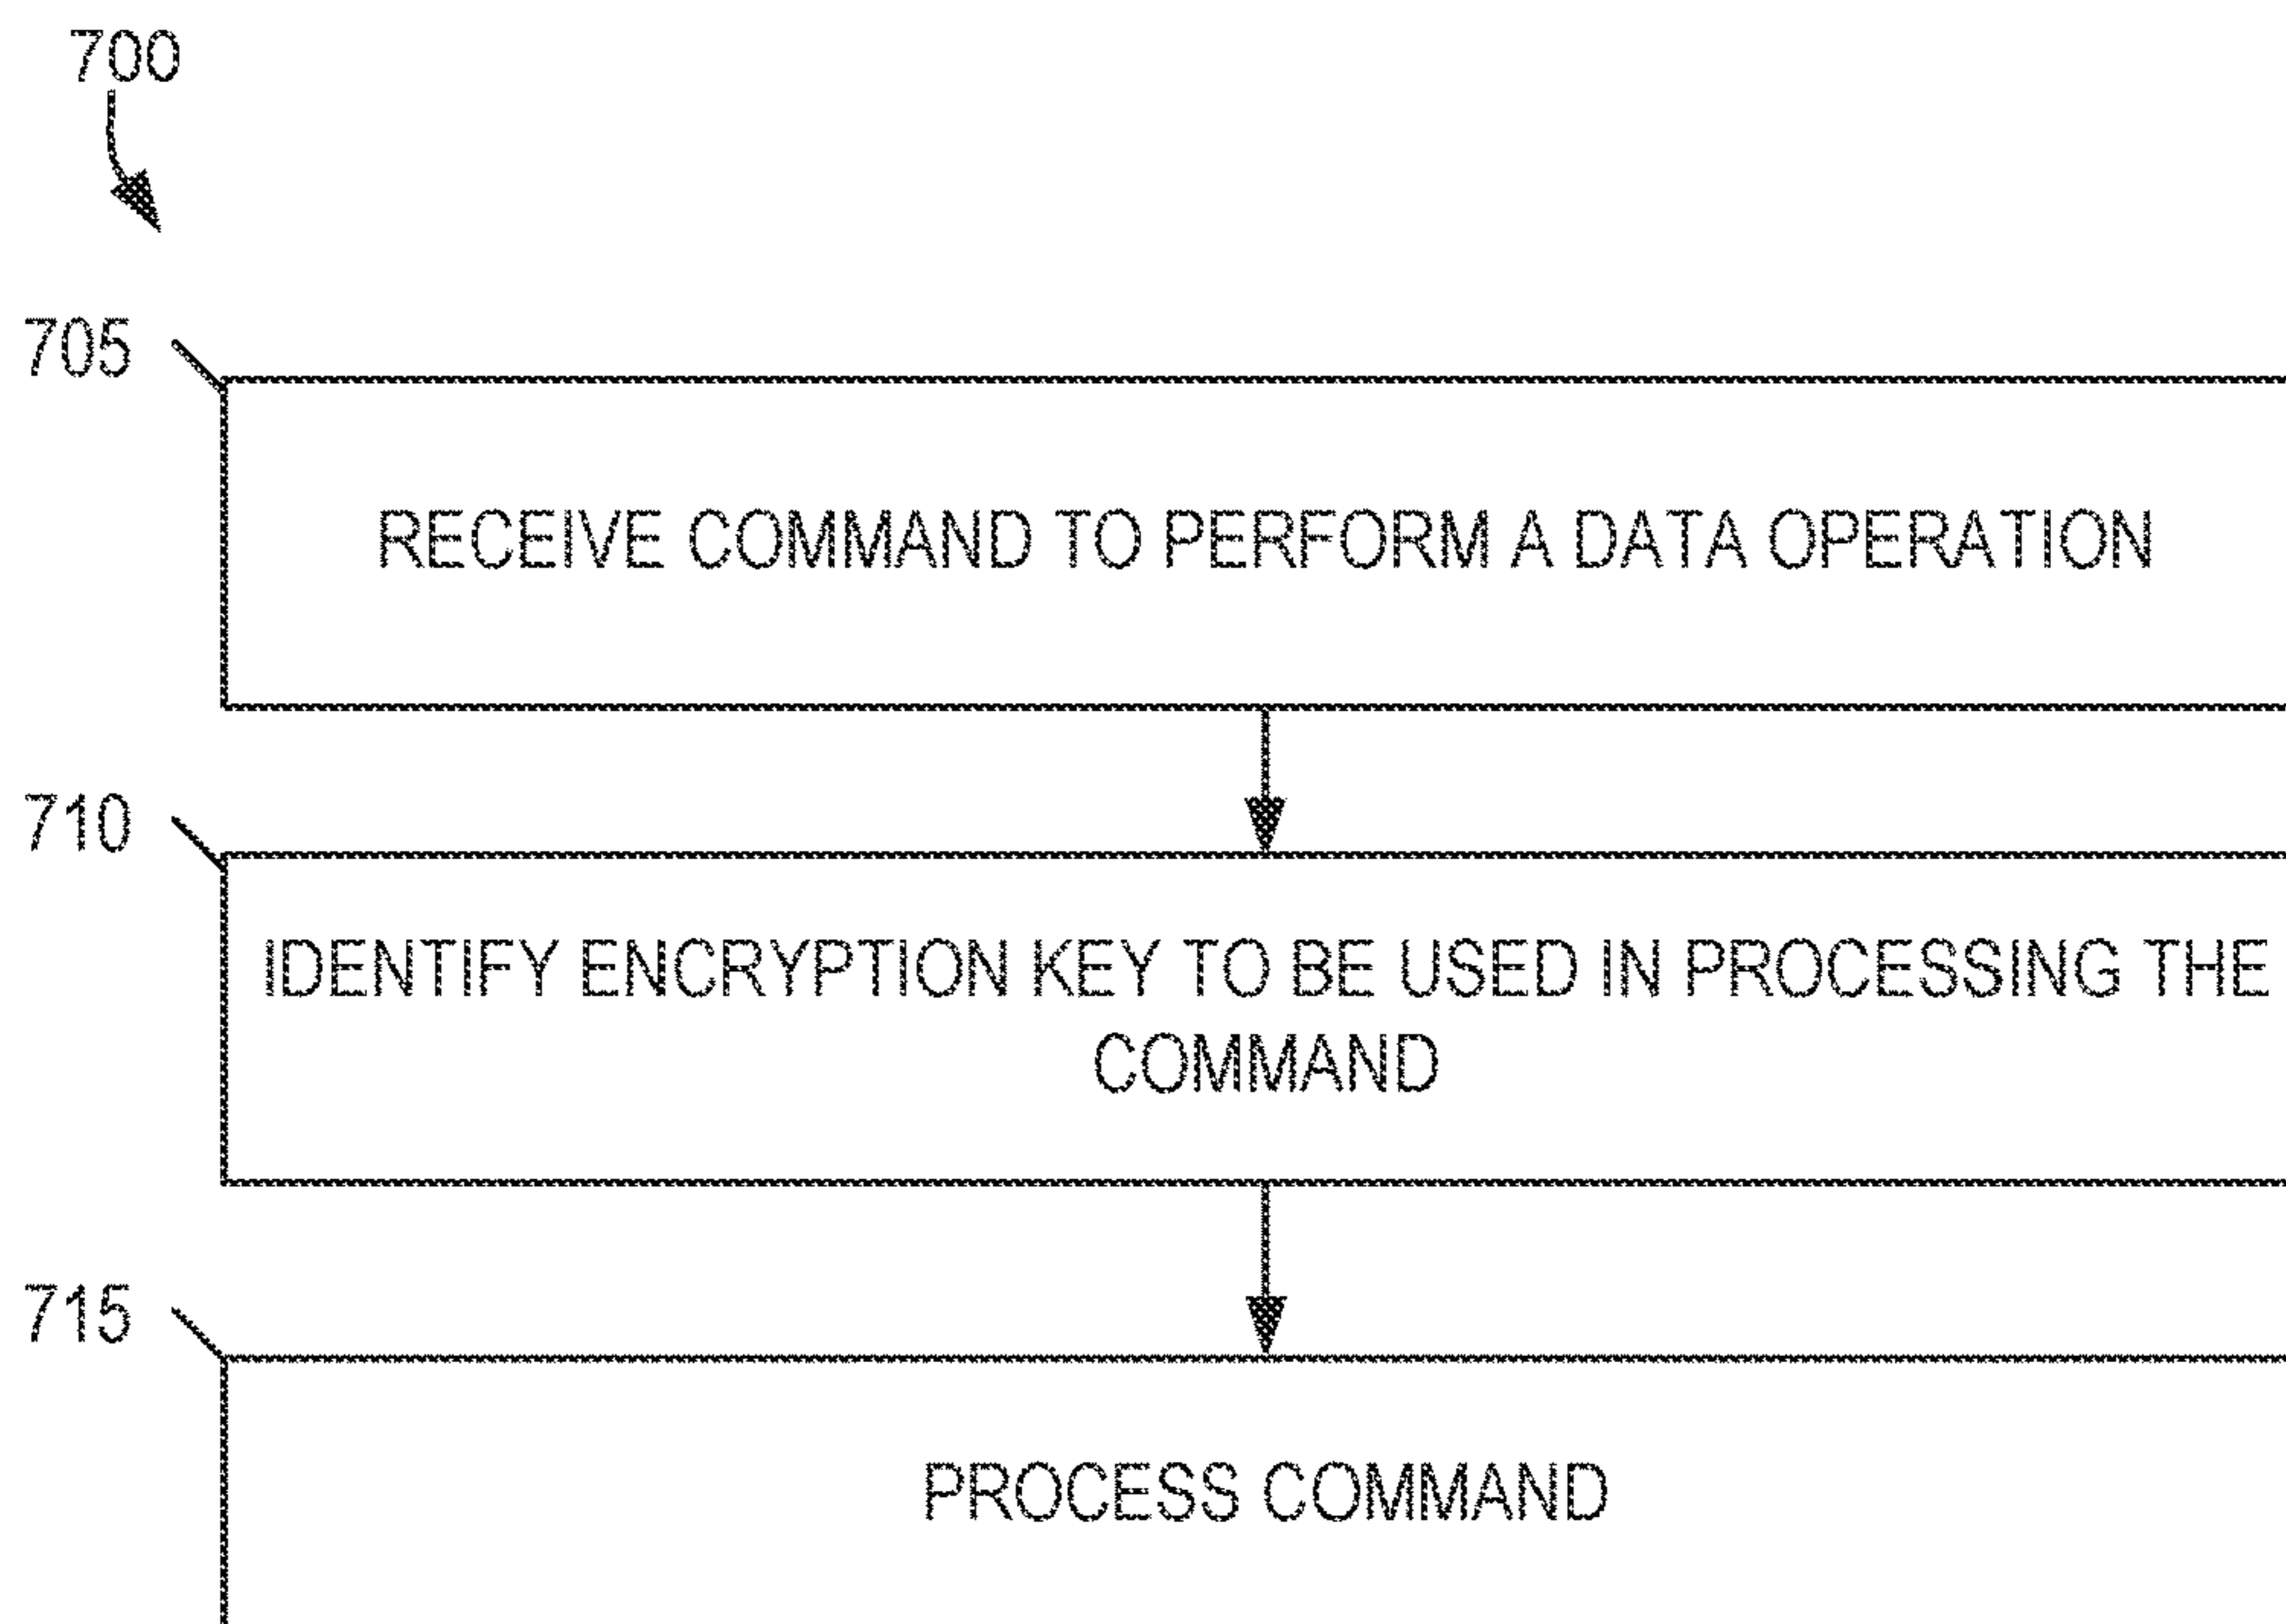 700
705
RECEIVE COMMAND TO PERFORM A DATA OPERATION
710
IDENTIFY ENCRYPTION KEY TO BE USED IN PROCESSING THE
COMMAND
715
PROCESS COMMAND